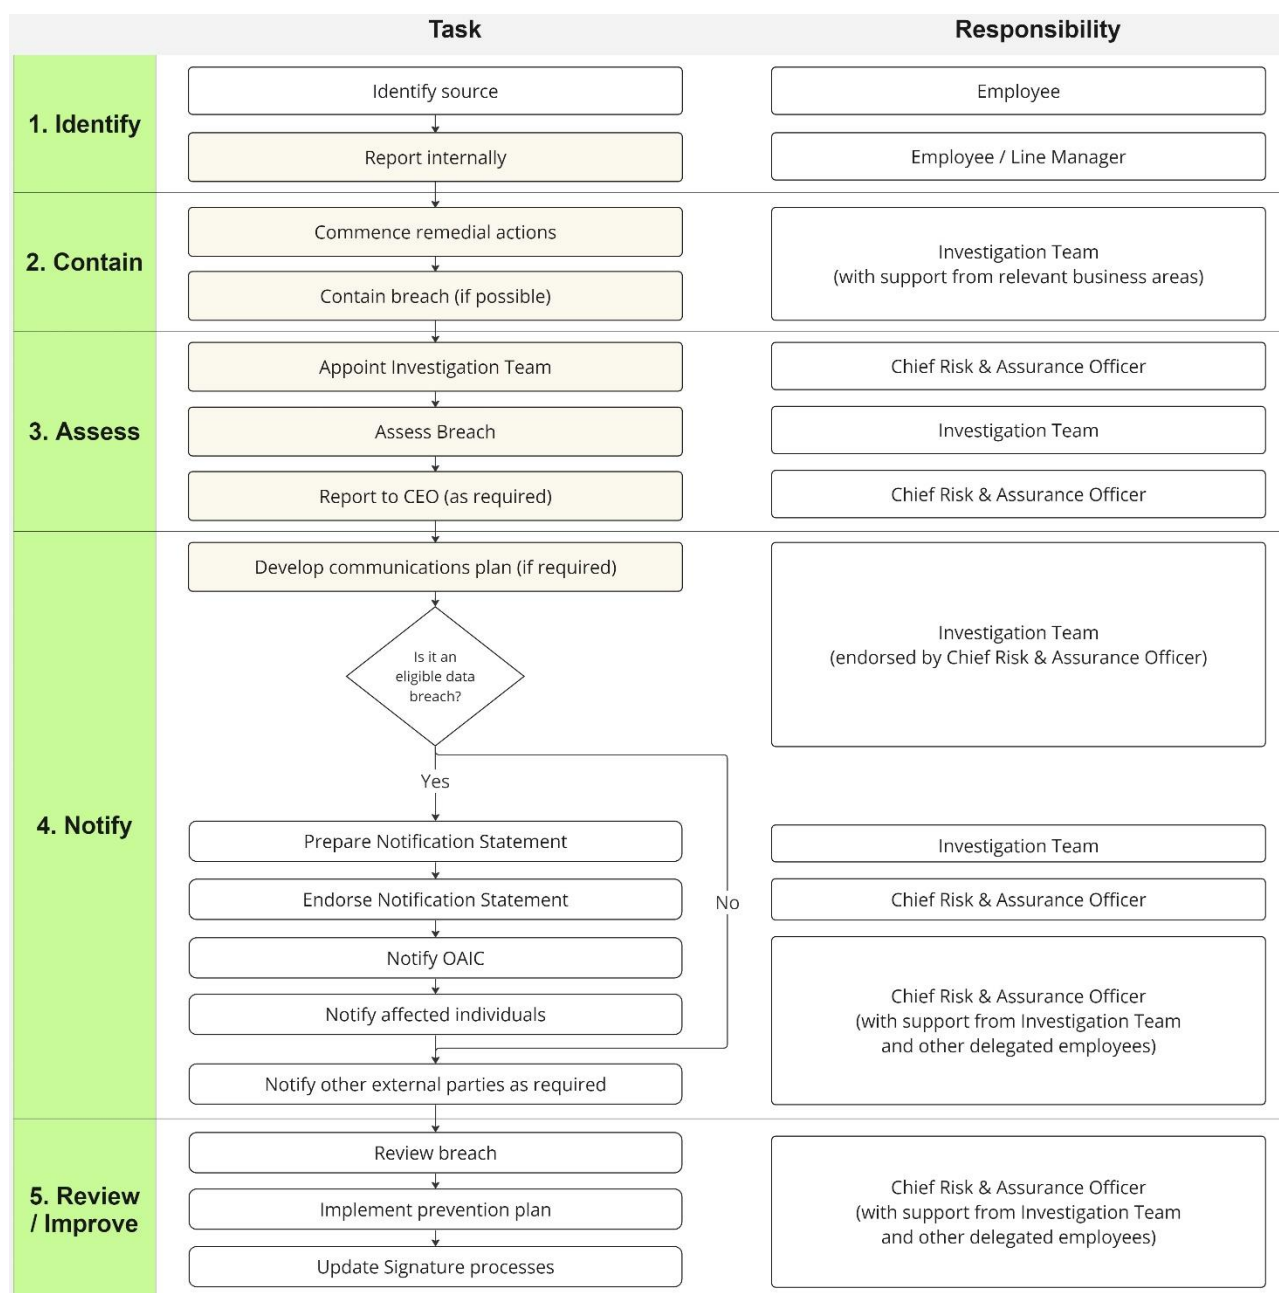 Task
Responsibility
1. Identify
Identify source
Employee
Report internally
Employee / Line Manager
2. Contain
Commence remedial actions
Contain breach (if possible)
Investigation Team
(with support from relevant business areas)
3. Assess
Appoint Investigation Team
Chief Risk & Assurance Officer
Assess Breach
Investigation Team
Report to CEO (as required)
Chief Risk & Assurance Officer
4. Notify
Develop communications plan (if required)
Is it an
eligible data
breach?
Investigation Team
(endorsed by Chief Risk & Assurance Officer)
Yes
No
Prepare Notification Statement
Investigation Team
Endorse Notification Statement
Chief Risk & Assurance Officer
Notify OAIC
Notify affected individuals
Notify other external parties as required
Chief Risk & Assurance Officer
(with support from Investigation Team
and other delegated employees)
5. Review
/ Improve
Review breach
Implement prevention plan
Update Signature processes
Chief Risk & Assurance Officer
(with support from Investigation Team
and other delegated employees)